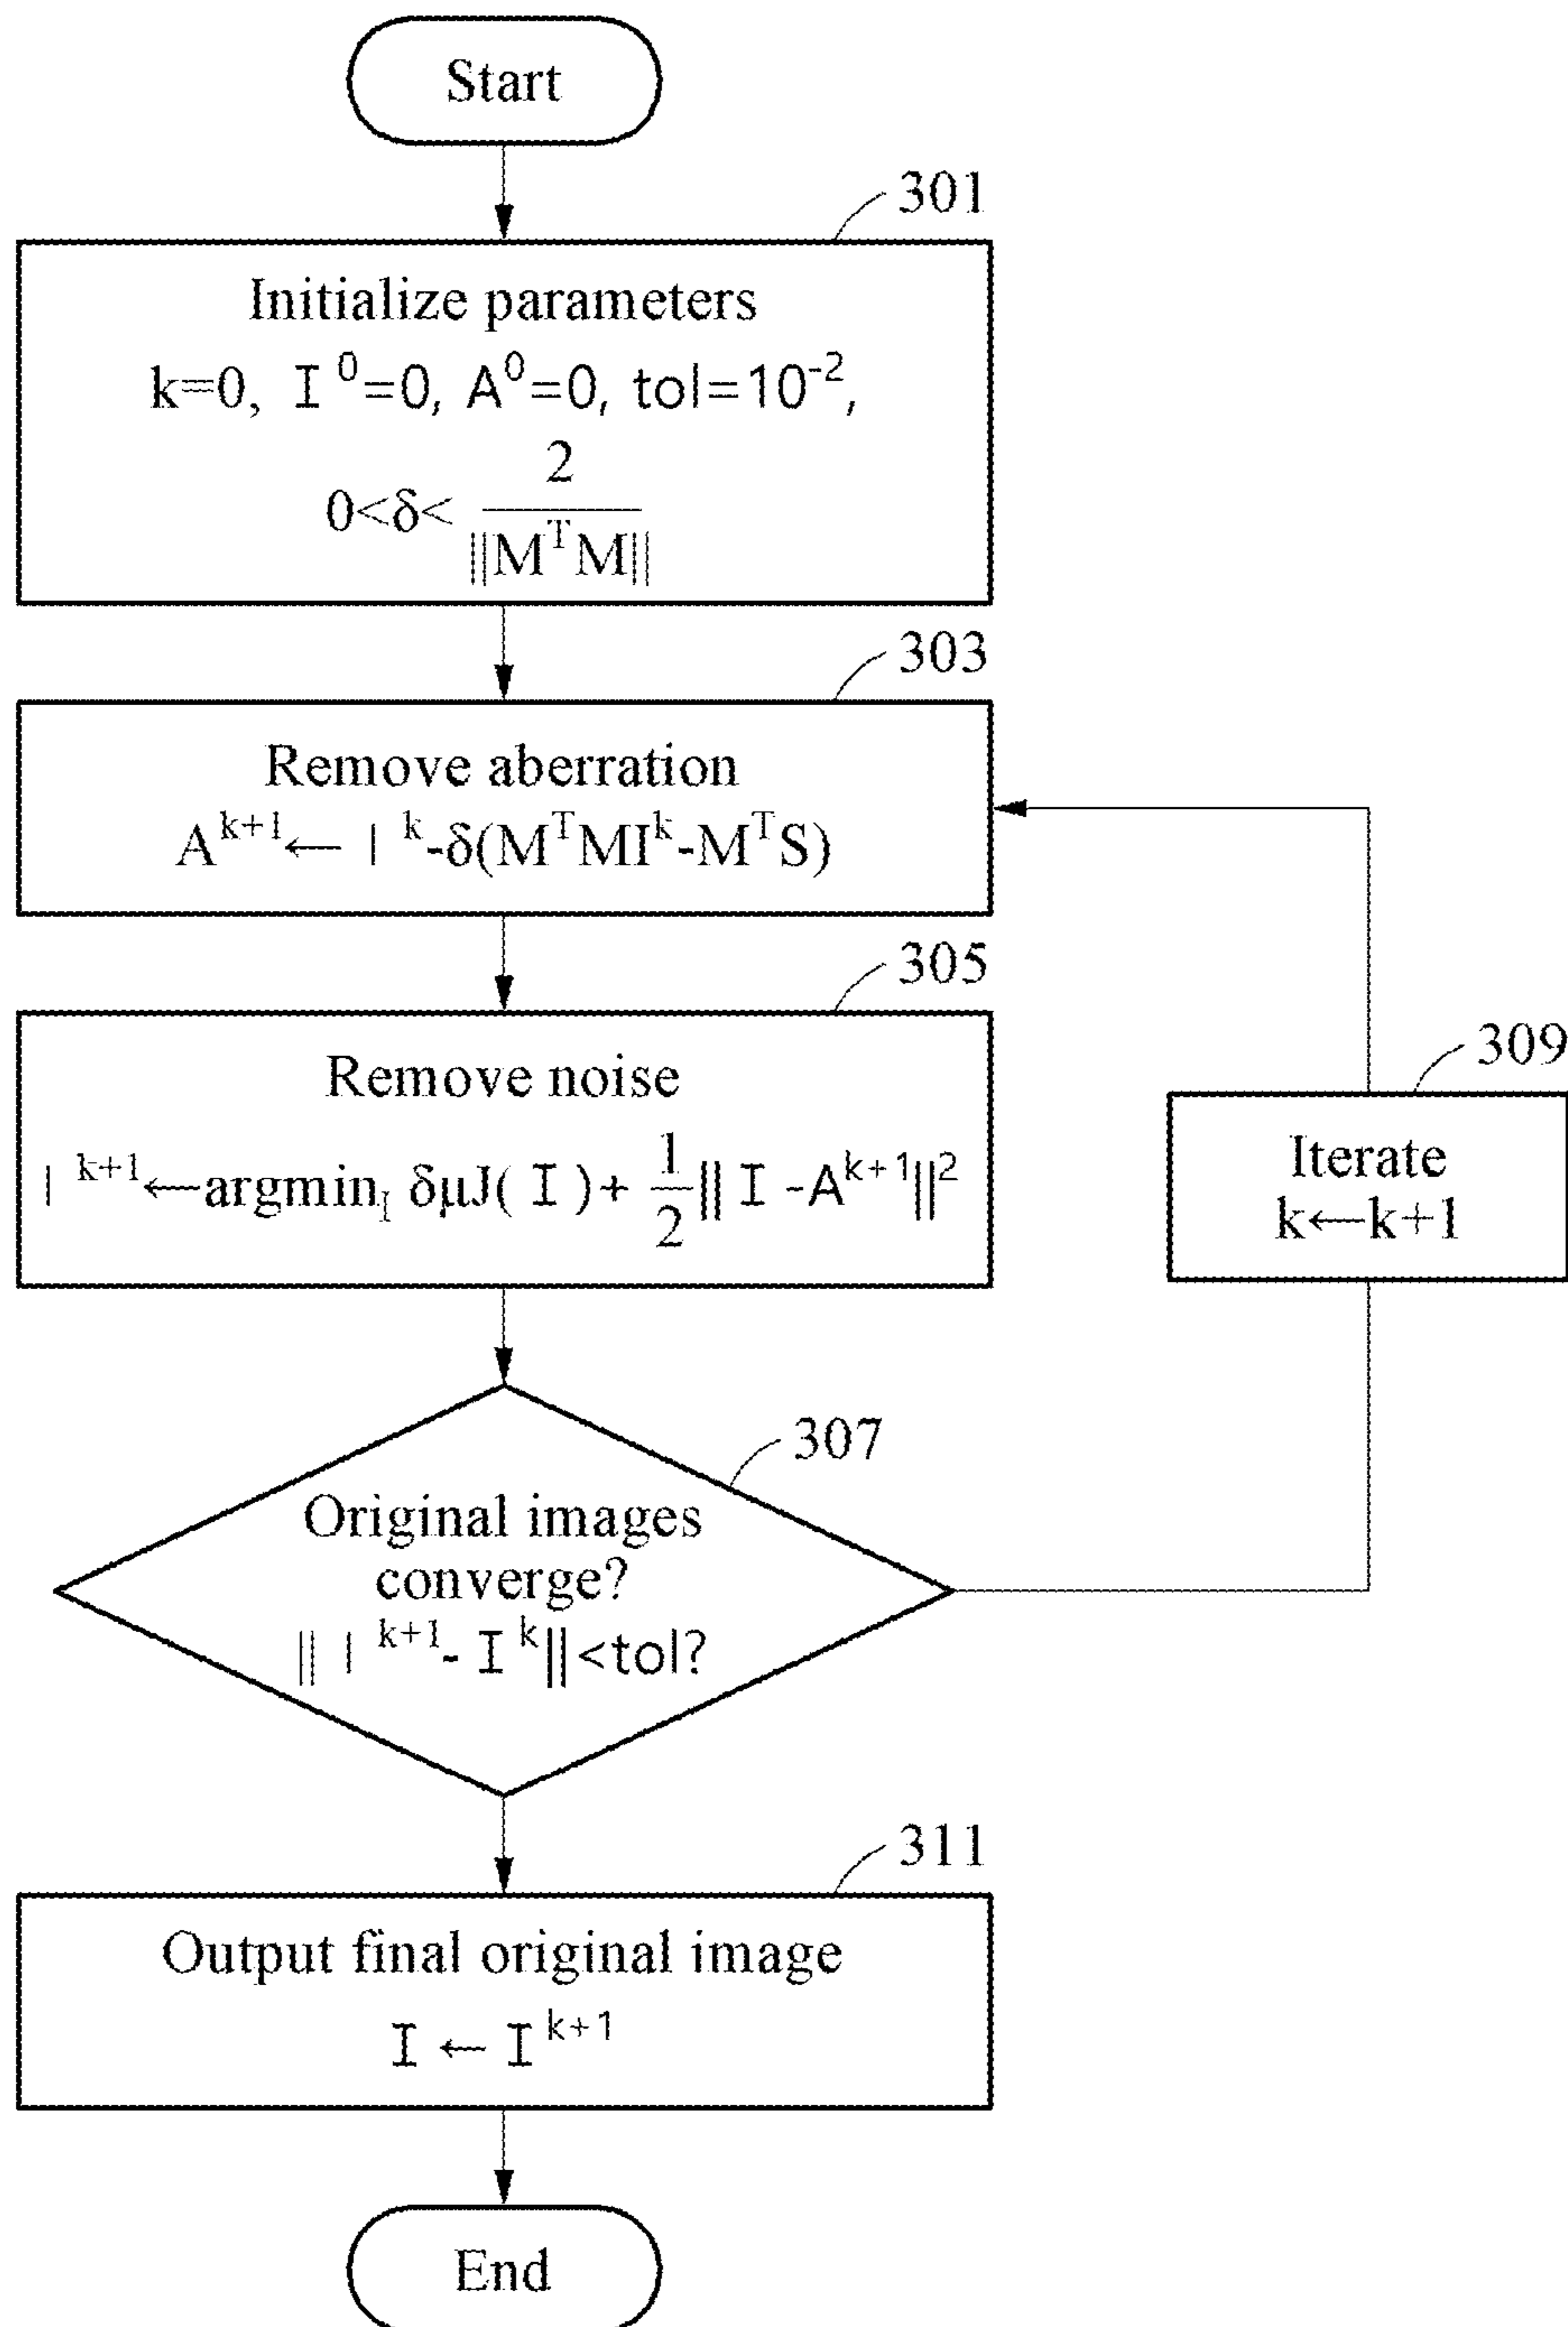 Start
301
Initialize parameters
k=0, I⁰=0, A⁰=0, tol=10⁻²,
0<δ< 2/‖MᵀM‖
303
Remove aberration
Aᵏ⁺¹← Iᵏ-δ(MᵀMIᵏ-MᵀS)
305
Remove noise
Iᵏ⁺¹←argmin_I δμJ(I)+ 1/2‖I-Aᵏ⁺¹‖²
309
Iterate
k←k+1
307
Original images
converge?
‖Iᵏ⁺¹-Iᵏ‖<tol?
311
Output final original image
I←Iᵏ⁺¹
End